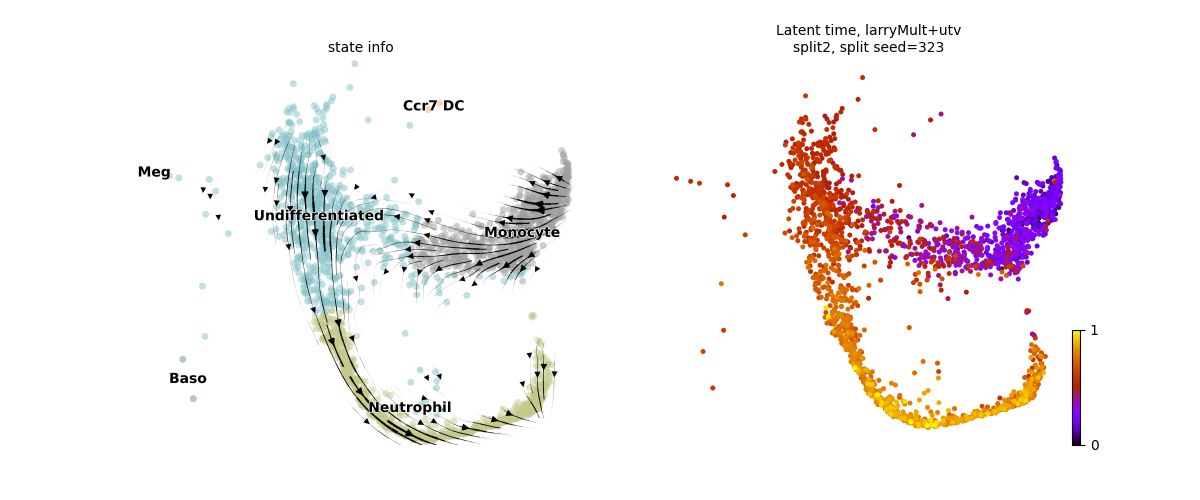 state info
Ccr7 DC
Meg
Undifferentiated
Monocyte
Baso
Neutrophil
Latent time, larryMult+utv
split2, split seed=323
1
0